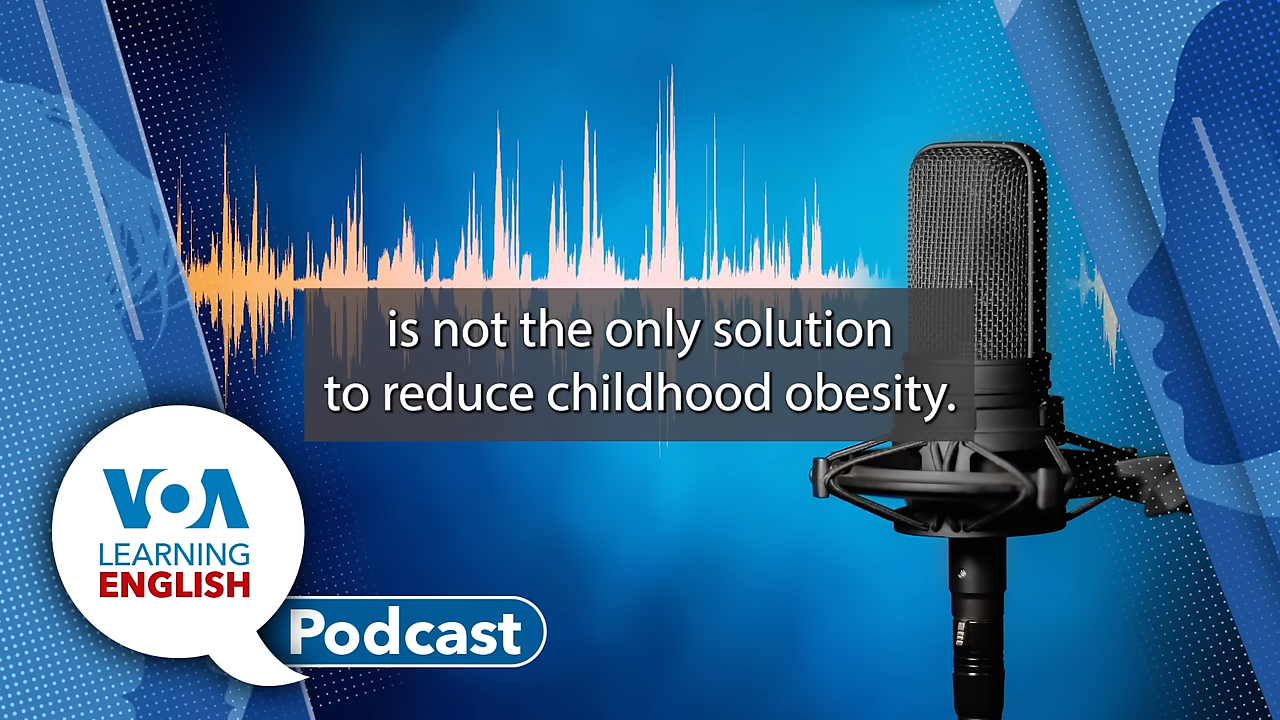 is not the only solution
to reduce childhood obesity.
VOA
LEARNING
ENGLISH
Podcast